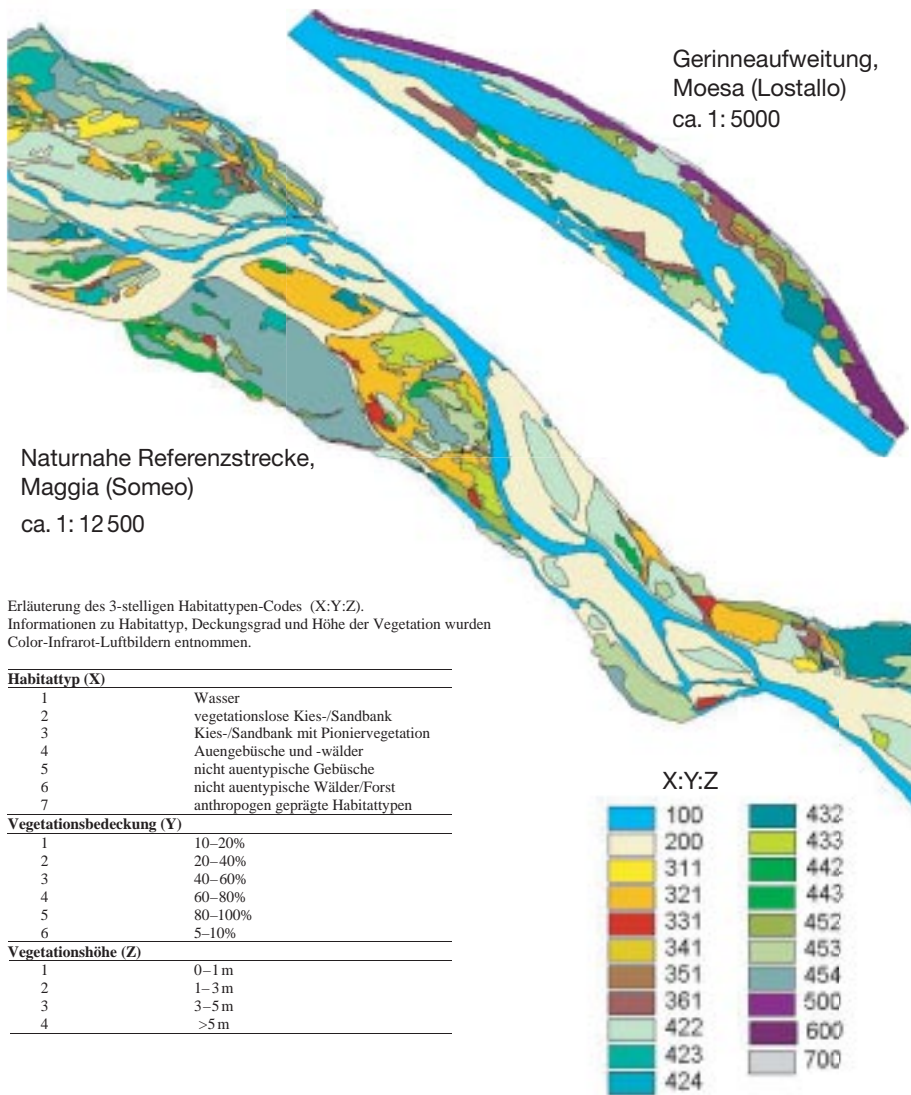 Gerinneaufweitung,
Moesa (Lostallo)
ca. 1: 5000
Naturnahe Referenzstrecke,
Maggia (Someo)
ca. 1: 12 500
Erläuterung des 3-stelligen Habitattypen-Codes (X:Y:Z).
Informationen zu Habitattyp, Deckungsgrad und Höhe der Vegetation wurden
Color-Infrarot-Luftbildern entnommen.
Habitattyp (X)
1 Wasser
2 vegetationslose Kies-/Sandbank
3 Kies-/Sandbank mit Pioniervegetation
4 Auengebüsche und -wälder
5 nicht auentypische Gebüsche
6 nicht auentypische Wälder/Forst
7 anthropogen geprägte Habitattypen
Vegetationsbedeckung (Y)
1 10–20%
2 20–40%
3 40–60%
4 60–80%
5 80–100%
6 5–10%
Vegetationshöhe (Z)
1 0–1 m
2 1–3 m
3 3–5 m
4 >5 m
X:Y:Z
100
200
311
321
331
341
351
361
422
423
424
432
433
442
443
452
453
454
500
600
700